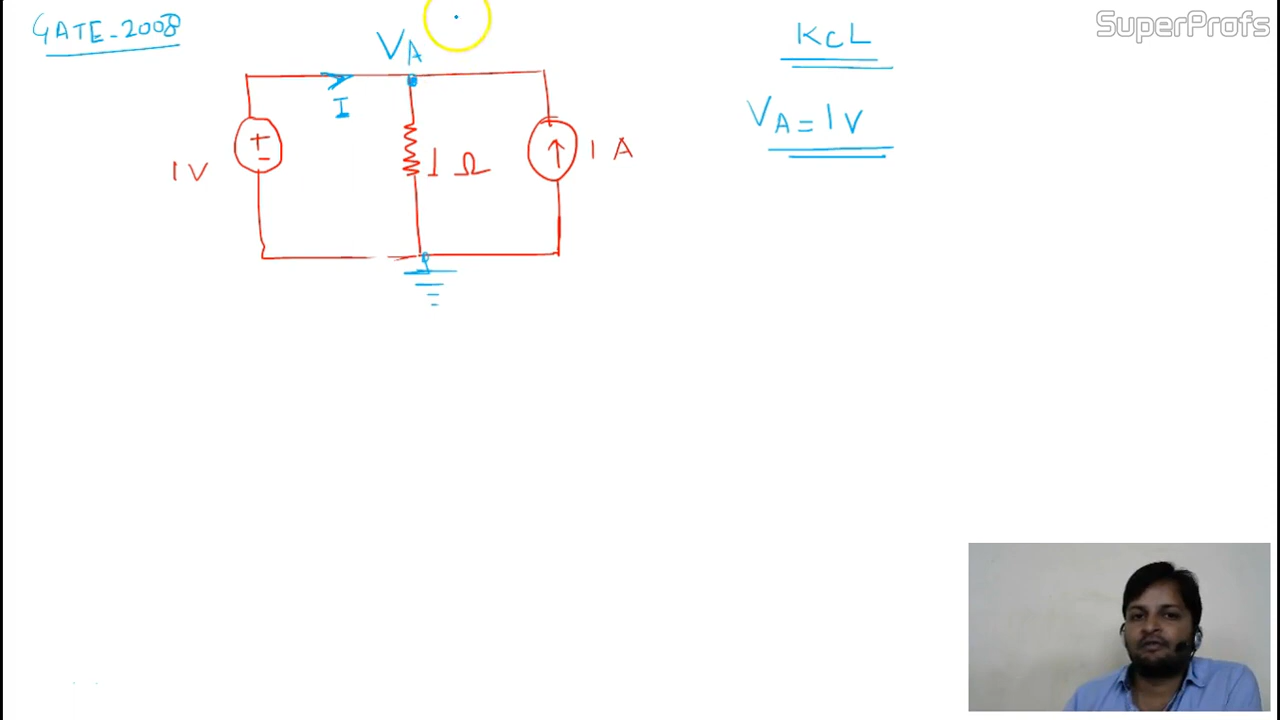 GATE-2008
SuperProfs
KCL
VA
I
VA = 1V
+
-
1V
1 Ω
1 A